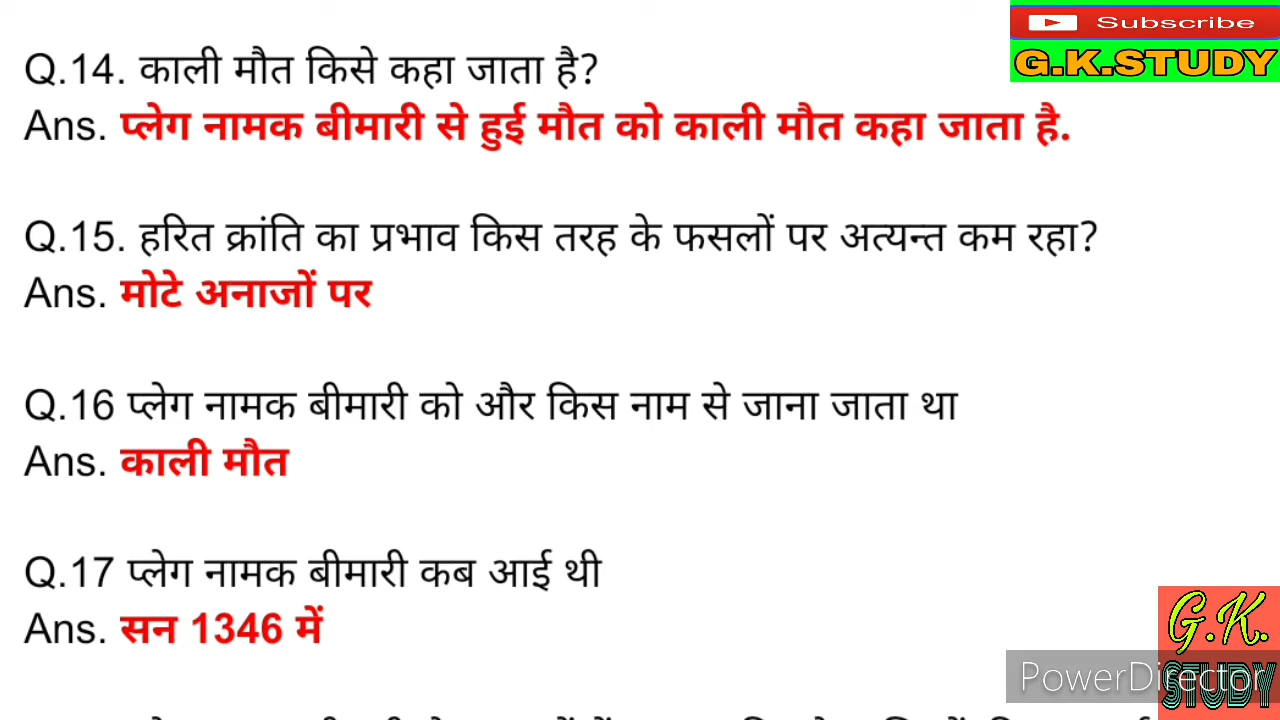 Subscribe
G.K.STUDY
Q.14. काली मौत किसे कहा जाता है?
Ans. प्लेग नामक बीमारी से हुई मौत को काली मौत कहा जाता है.
Q.15. हरित क्रांति का प्रभाव किस तरह के फसलों पर अत्यन्त कम रहा?
Ans. मोटे अनाजों पर
Q.16 प्लेग नामक बीमारी को और किस नाम से जाना जाता था
Ans. काली मौत
Q.17 प्लेग नामक बीमारी कब आई थी
Ans. सन 1346 में
G.K.
STUDY
PowerDirector